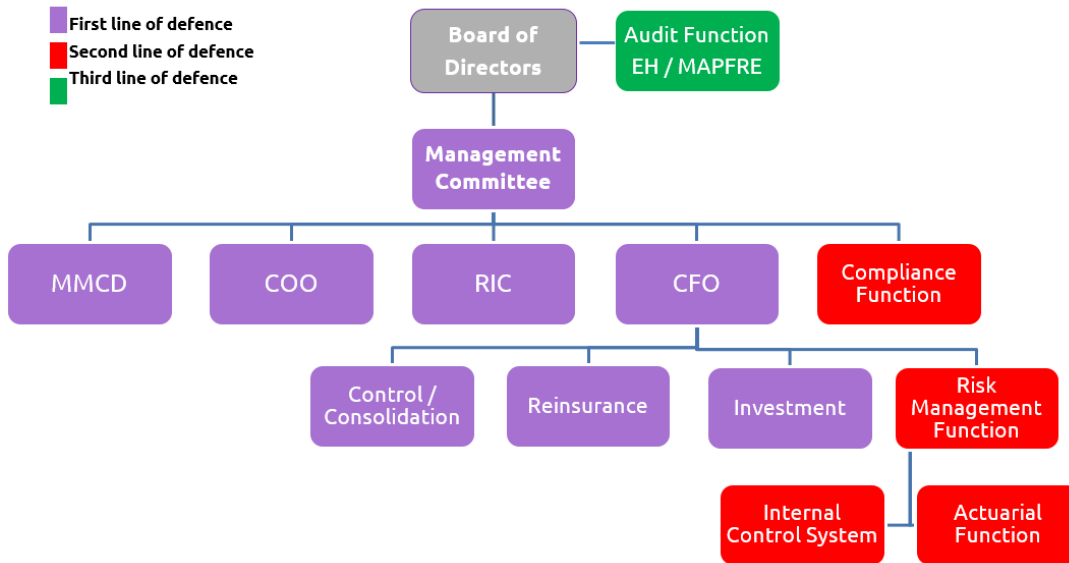 First line of defence
Second line of defence
Third line of defence
Board of
Directors
Audit Function
EH / MAPFRE
Management
Committee
MMCD
COO
RIC
CFO
Compliance
Function
Control /
Consolidation
Reinsurance
Investment
Risk
Management
Function
Internal
Control System
Actuarial
Function